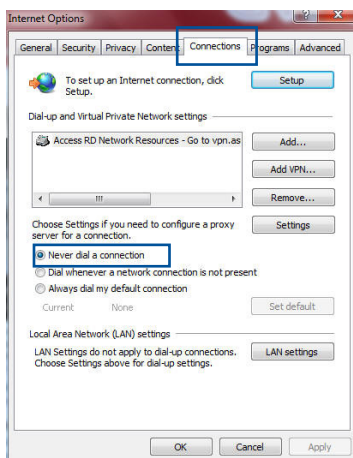 Internet Options
General Security Privacy Content Connections Programs Advanced
To set up an Internet connection, click
Setup.
Setup
Dial-up and Virtual Private Network settings
Access RD Network Resources - Go to vpn.as
Add...
Add VPN...
Remove...
Choose Settings if you need to configure a proxy
server for a connection.
Settings
Never dial a connection
Dial whenever a network connection is not present
Always dial my default connection
Current None
Set default
Local Area Network (LAN) settings
LAN Settings do not apply to dial-up connections.
Choose Settings above for dial-up settings.
LAN settings
OK Cancel Apply